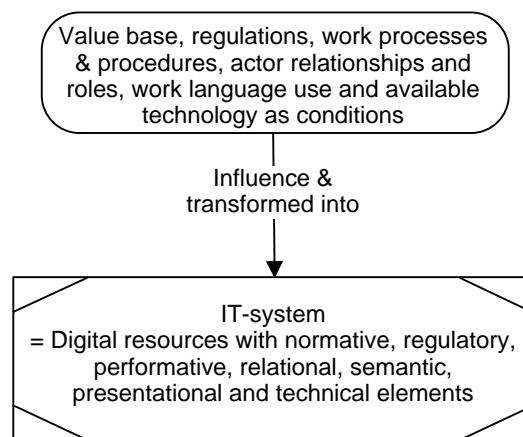 Value base, regulations, work processes
& procedures, actor relationships and
roles, work language use and available
technology as conditions
Influence &
transformed into
IT-system
= Digital resources with normative, regulatory,
performative, relational, semantic,
presentational and technical elements